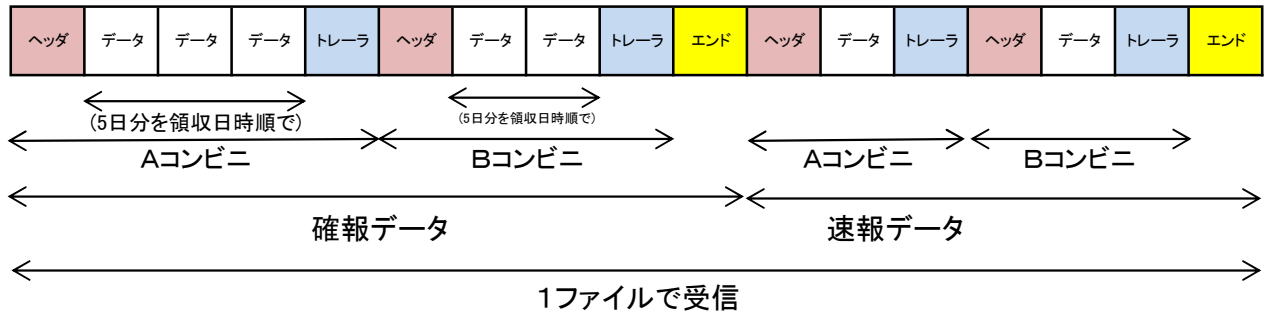 ヘッダ データ データ データ トレーラ ヘッダ データ データ トレーラ エンド ヘッダ データ トレーラ ヘッダ データ トレーラ エンド
(5日分を領収日時順で) (5日分を領収日時順で)
Aコンビニ Bコンビニ Aコンビニ Bコンビニ
確報データ 速報データ
1ファイルで受信